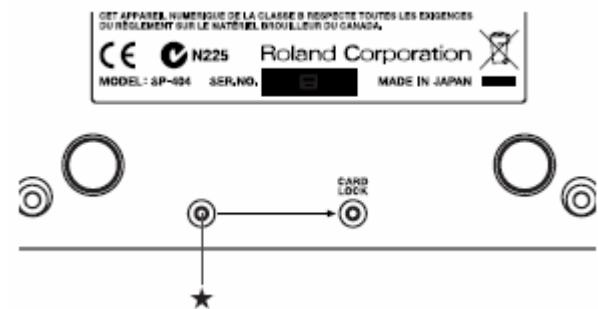 CET APPAREIL NUMERIQUE DE LA CLASSE B RESPECTE TOUTES LES EXIGENCES
DU RÈGLEMENT SUR LE MATÉRIEL BROUILLEUR DU CANADA.
CE N225 Roland Corporation
MODEL: SP-404 SER.NO. MADE IN JAPAN
CARD
LOCK